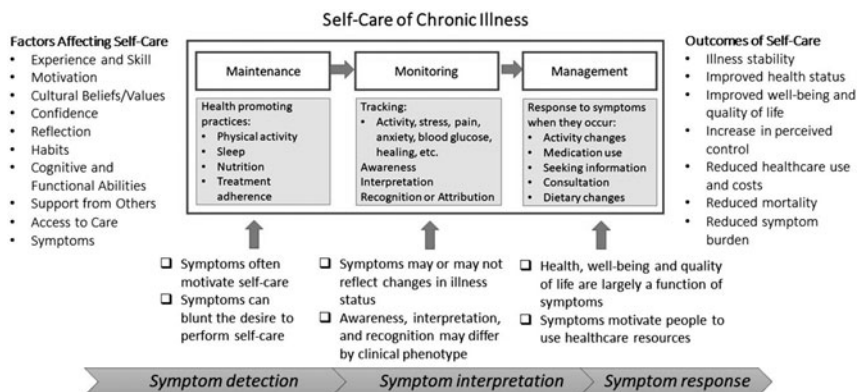 Self-Care of Chronic Illness
Factors Affecting Self-Care
• Experience and Skill
• Motivation
• Cultural Beliefs/Values
• Confidence
• Reflection
• Habits
• Cognitive and
Functional Abilities
• Support from Others
• Access to Care
• Symptoms
Maintenance
Health promoting
practices:
• Physical activity
• Sleep
• Nutrition
• Treatment
adherence
Monitoring
Tracking:
• Activity, stress, pain,
anxiety, blood glucose,
healing, etc.
Awareness
Interpretation
Recognition or Attribution
Management
Response to symptoms
when they occur:
• Activity changes
• Medication use
• Seeking information
• Consultation
• Dietary changes
Outcomes of Self-Care
• Illness stability
• Improved health status
• Improved well-being and
quality of life
• Increase in perceived
control
• Reduced healthcare use
and costs
• Reduced mortality
• Reduced symptom
burden
❑ Symptoms often
motivate self-care
❑ Symptoms can
blunt the desire to
perform self-care
❑ Symptoms may or may not
reflect changes in illness
status
❑ Awareness, interpretation,
and recognition may differ
by clinical phenotype
❑ Health, well-being and quality
of life are largely a function of
symptoms
❑ Symptoms motivate people to
use healthcare resources
Symptom detection
Symptom interpretation
Symptom response